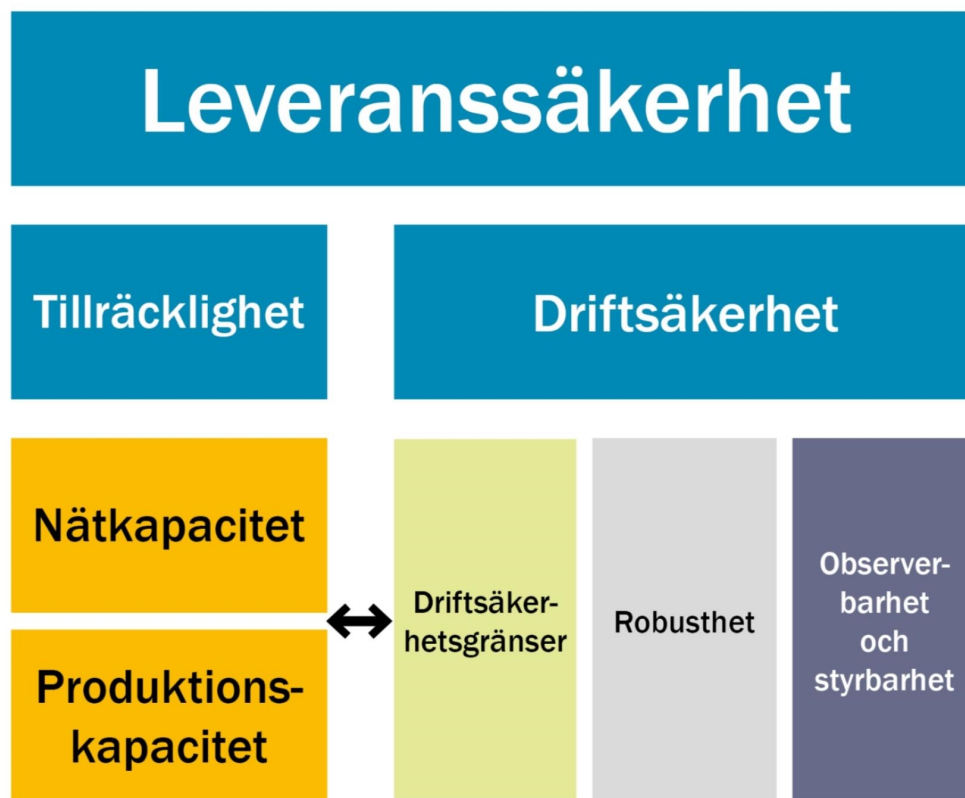 Leveranssäkerhet
Tillräcklighet
Driftsäkerhet
Nätkapacitet
Produktions-
kapacitet
Driftsäker-
hetsgränser
Robusthet
Observer-
barhet
och
styrbarhet